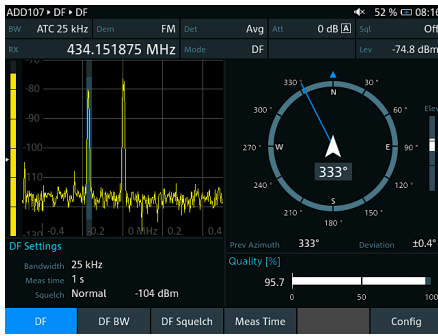 ADD107 ▸ DF ▸ DF 52 % 08:16
BW ATC 25 kHz Dem FM Det Avg Att 0 dB A Sql Off
RX 434.151875 MHz Mode DF Lev -74.8 dBm
-70
-80
-90
-100
-110
-120
-0.4 -0.2 0 MHz 0.2 0.4
330° N 30°
300° 60° Elev
270° W E 90°
333°
240° 120°
210° S 150°
180°
DF Settings
Bandwidth 25 kHz
Meas time 1 s
Squelch Normal -104 dBm
Prev Azimuth 333° Deviation ±0.4°
Quality [%]
95.7
0 50 100
DF DF BW DF Squelch Meas Time Config